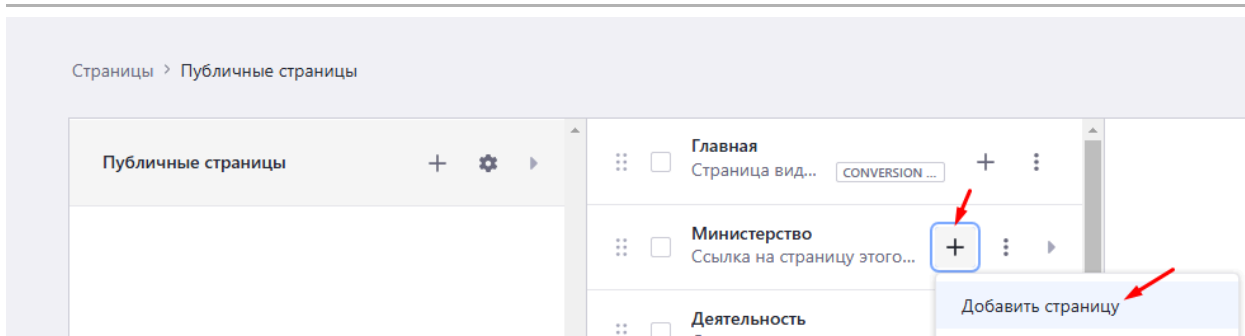 Страницы > Публичные страницы
Публичные страницы
Главная
Страница вид... CONVERSION ...
Министерство
Ссылка на страницу этого...
Добавить страницу
Деятельность